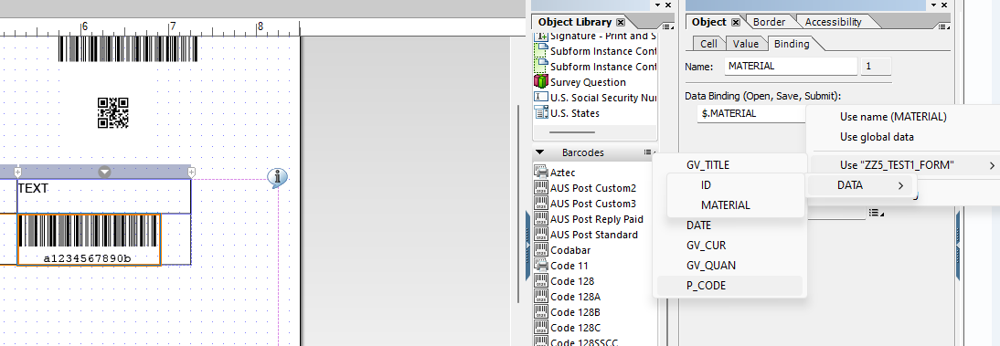 6 7 8
TEXT
a1234567890b
Object Library
Signature - Print and S
Subform Instance Cont
Subform Instance Cont
Survey Question
U.S. Social Security Nur
U.S. States
Barcodes
Aztec
AUS Post Custom2
AUS Post Custom3
AUS Post Reply Paid
AUS Post Standard
Codabar
Code 11
Code 128
Code 128A
Code 128B
Code 128C
Code 128SSCC
Object Border Accessibility
Cell Value Binding
Name: MATERIAL 1
Data Binding (Open, Save, Submit):
$.MATERIAL
Use name (MATERIAL)
Use global data
Use "ZZ5_TEST1_FORM"
DATA
GV_TITLE
ID
MATERIAL
DATE
GV_CUR
GV_QUAN
P_CODE